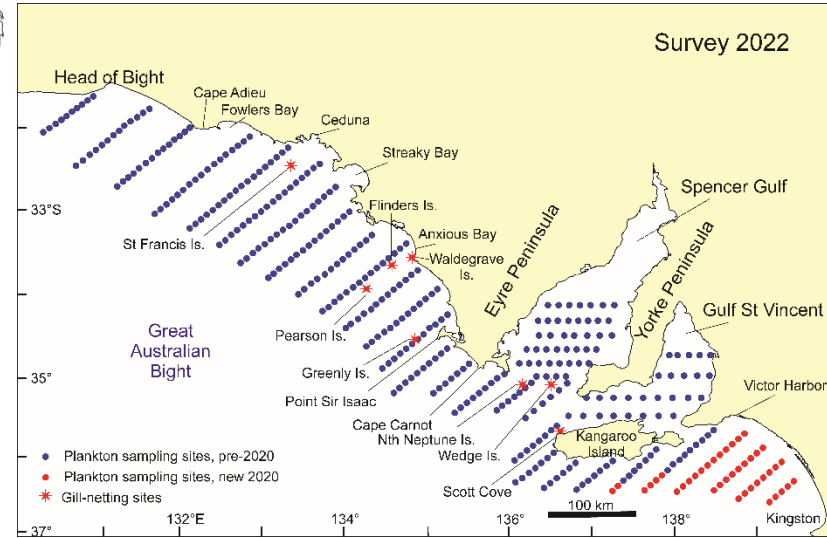 Survey 2022
Head of Bight
Cape Adieu
Fowlers Bay
Ceduna
Streaky Bay
Spencer Gulf
33°S
Flinders Is.
St Francis Is.
Anxious Bay
Waldegrave
Is.
Eyre Peninsula
Yorke Peninsula
Gulf St Vincent
Great
Australian
Bight
Pearson Is.
Greenly Is.
35°
Point Sir Isaac
Victor Harbor
Cape Carnot
Nth Neptune Is.
Wedge Is.
Kangaroo
Island
Plankton sampling sites, pre-2020
Plankton sampling sites, new 2020
Gill-netting sites
Scott Cove
100 km
Kingston
37°
132°E
134°
136°
138°